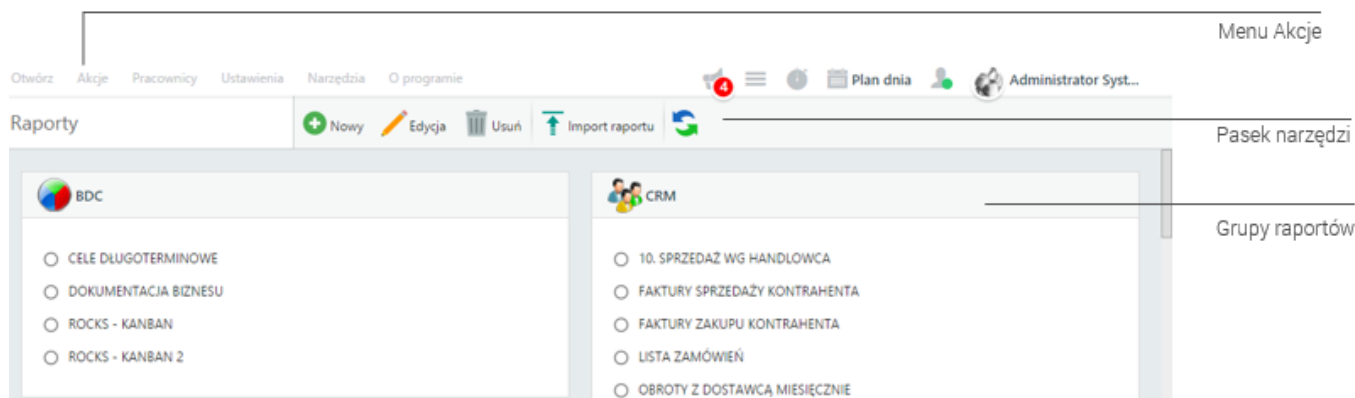 Menu Akcje
Otwórz Akcje Pracownicy Ustawienia Narzędzia O programie 4 Plan dnia Administrator Syst...
Raporty Nowy Edycja Usuń Import raportu
Pasek narzędzi
BDC CRM
Grupy raportów
CELE DŁUGOTERMINOWE
DOKUMENTACJA BIZNESU
ROCKS - KANBAN
ROCKS - KANBAN 2
10. SPRZEDAŻ WG HANDLOWCA
FAKTURY SPRZEDAŻY KONTRAHENTA
FAKTURY ZAKUPU KONTRAHENTA
LISTA ZAMÓWIEŃ
OBROTY Z DOSTAWCĄ MIESIĘCZNIE